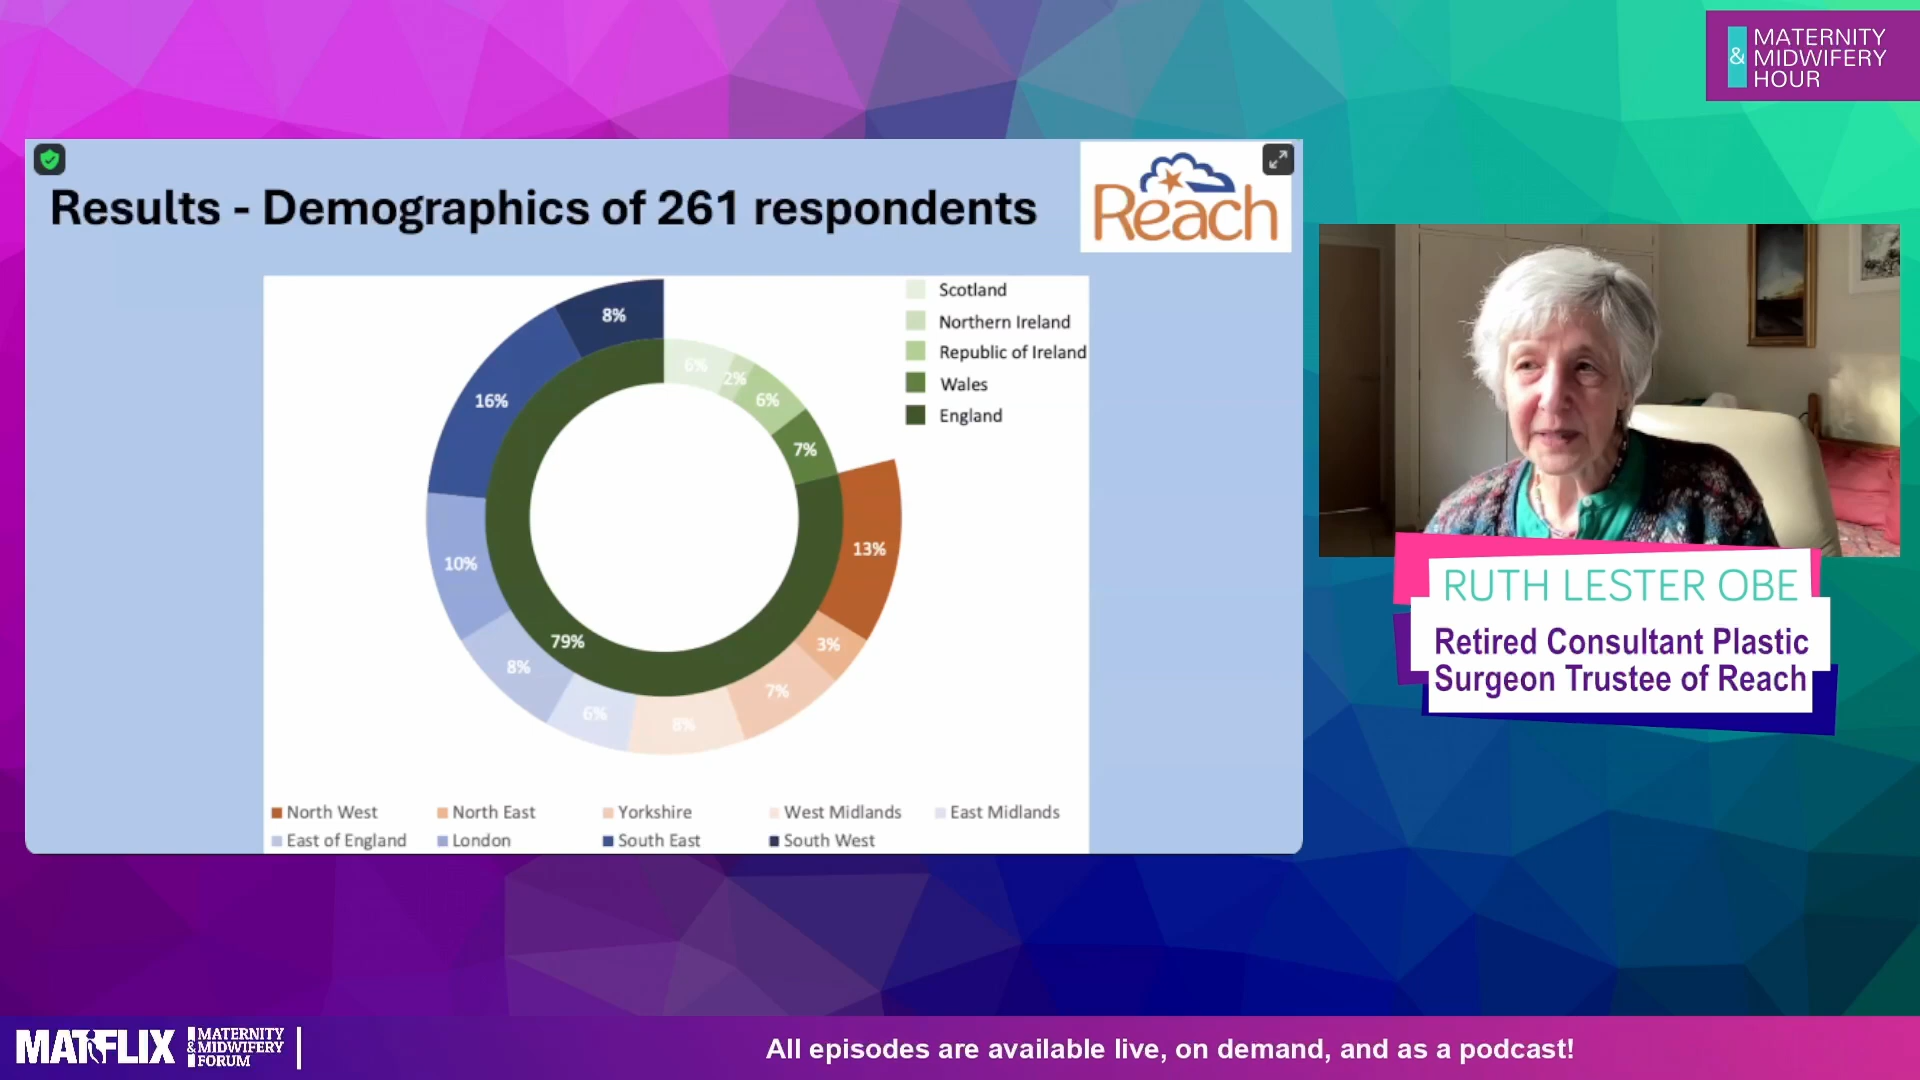 MATERNITY
& MIDWIFERY
HOUR
Results - Demographics of 261 respondents
Reach
8%
16%
10%
8%
6%
8%
7%
3%
13%
79%
6%
2%
6%
7%
Scotland
Northern Ireland
Republic of Ireland
Wales
England
North West
North East
Yorkshire
West Midlands
East Midlands
East of England
London
South East
South West
RUTH LESTER OBE
Retired Consultant Plastic
Surgeon Trustee of Reach
MATFLIX
MATERNITY
& MIDWIFERY
FORUM
All episodes are available live, on demand, and as a podcast!